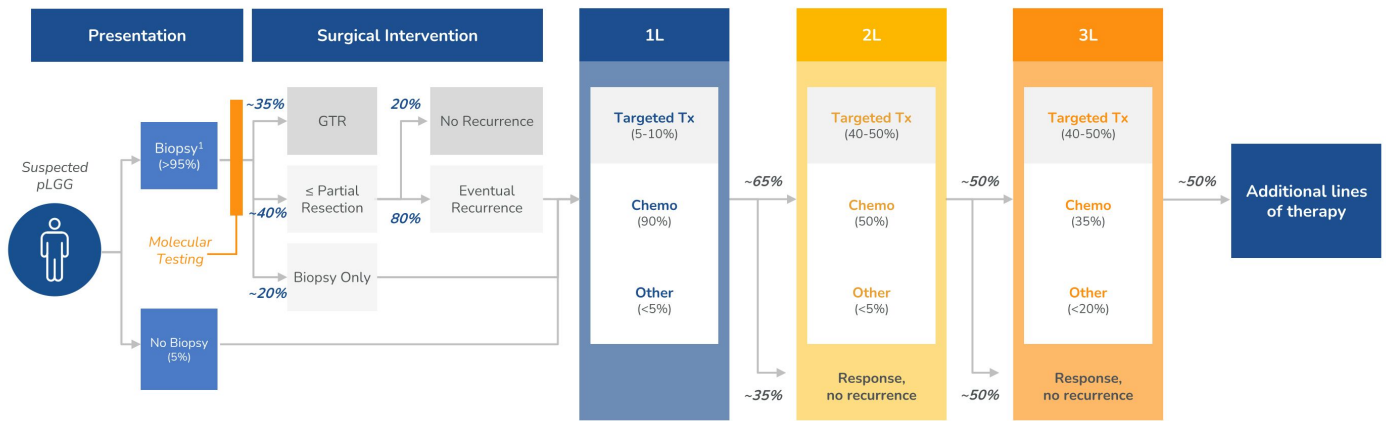 Presentation
Surgical Intervention
1L
2L
3L
Suspected
pLGG
Biopsy1
(>95%)
No Biopsy
(5%)
Molecular
Testing
~35%
~40%
~20%
GTR
≤ Partial
Resection
Biopsy Only
20%
80%
No Recurrence
Eventual
Recurrence
Targeted Tx
(5-10%)
Chemo
(90%)
Other
(<5%)
~65%
~35%
Targeted Tx
(40-50%)
Chemo
(50%)
Other
(<5%)
Response,
no recurrence
~50%
~50%
Targeted Tx
(40-50%)
Chemo
(35%)
Other
(<20%)
Response,
no recurrence
~50%
Additional lines
of therapy